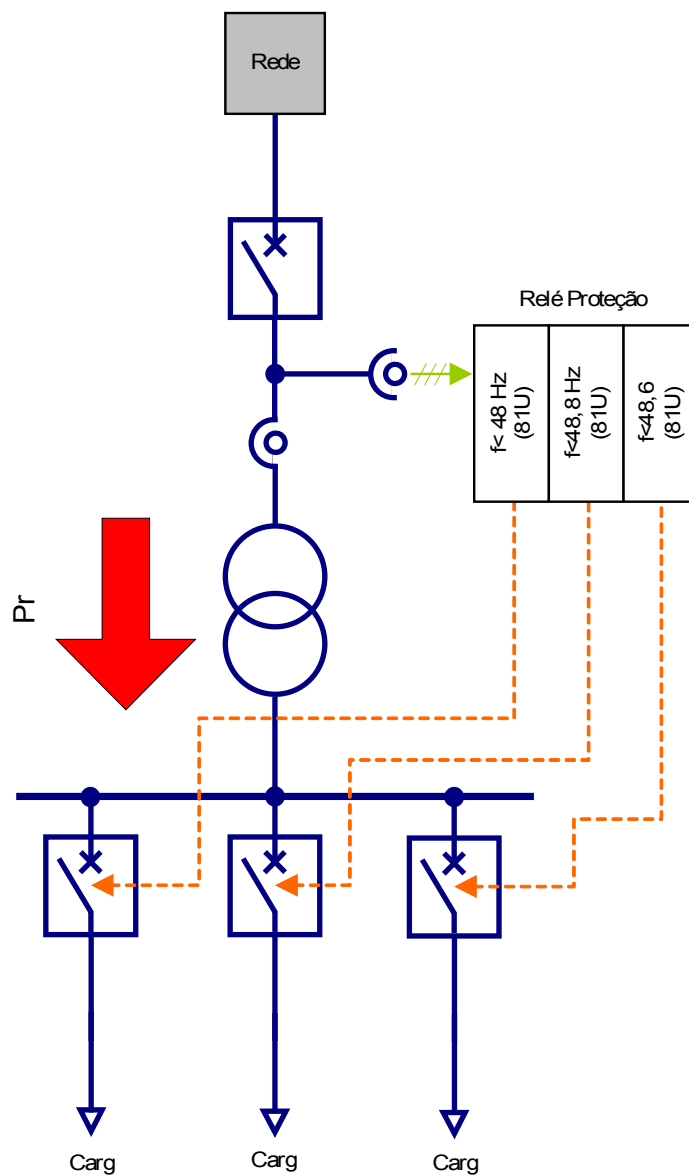 Rede
Relé Proteção
f< 48 Hz
(81U)
f<48,8 Hz
(81U)
f<48,6
(81U)
Pr
Carg
Carg
Carg